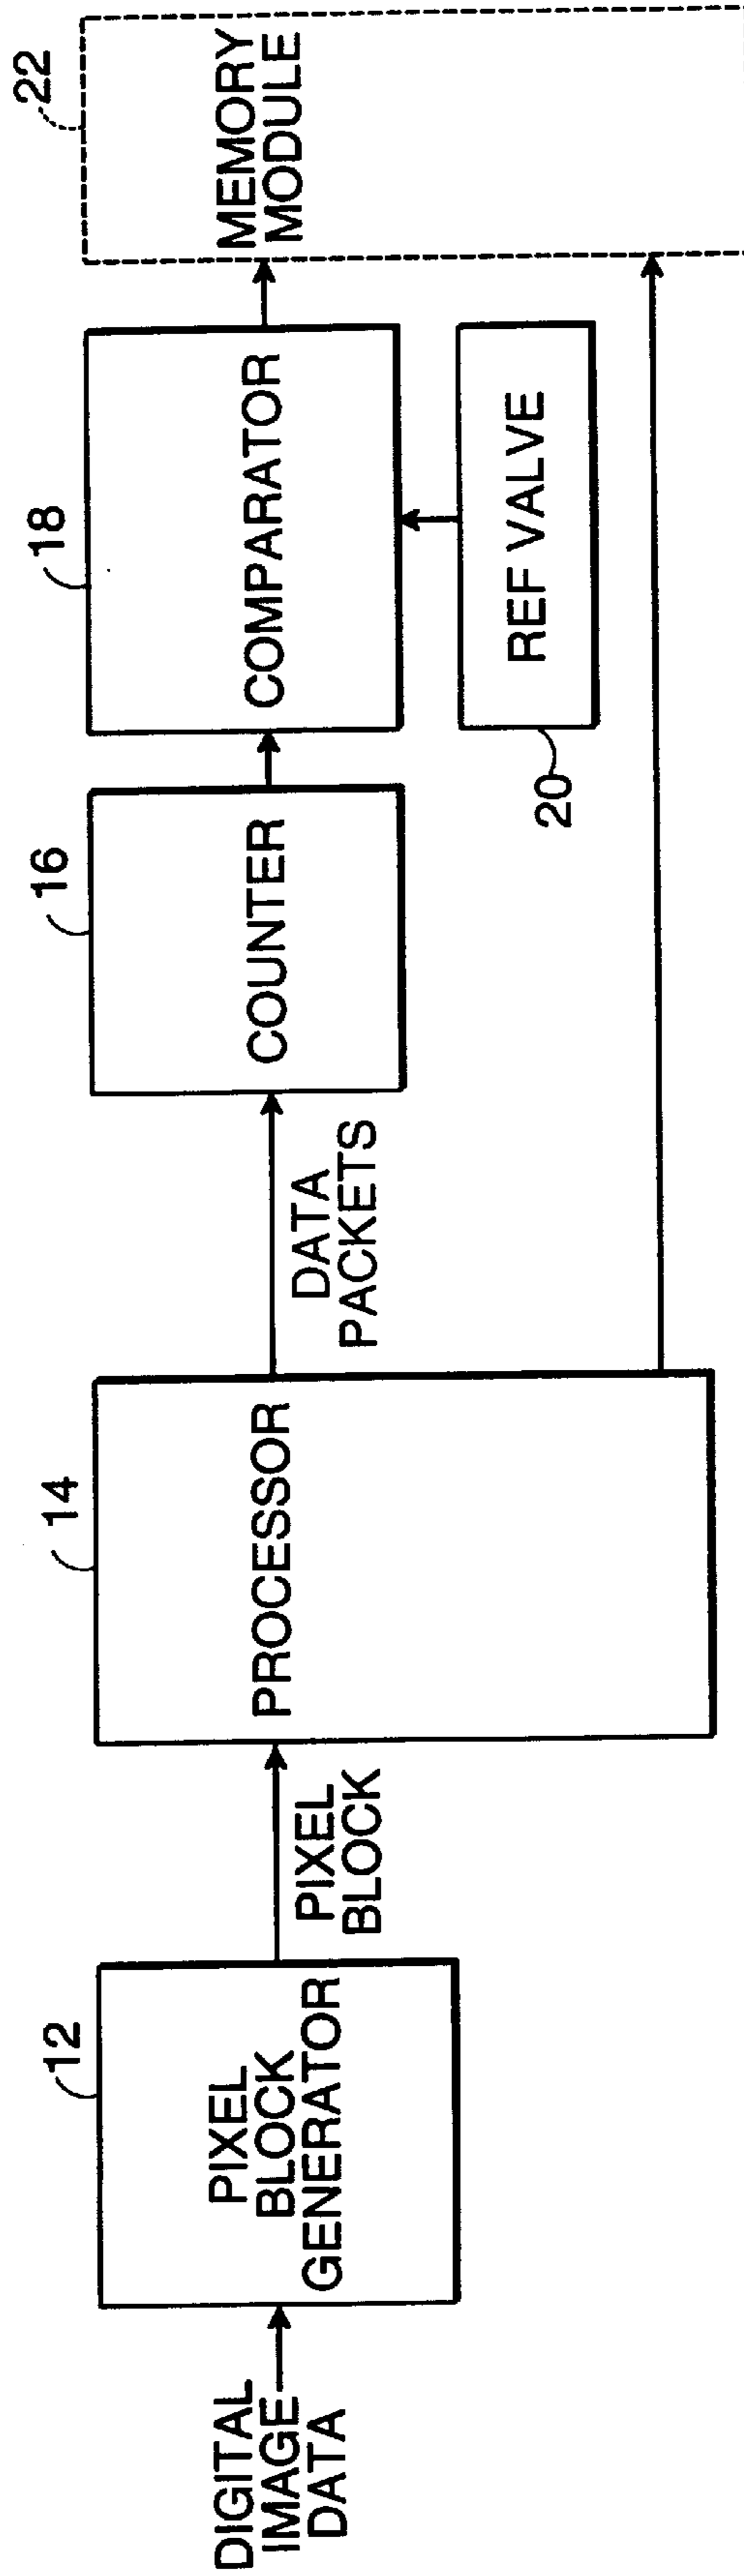 DIGITAL
IMAGE
DATA
12
PIXEL
BLOCK
GENERATOR
PIXEL
BLOCK
14
PROCESSOR
DATA
PACKETS
16
COUNTER
18
COMPARATOR
20
REF VALVE
22
MEMORY
MODULE